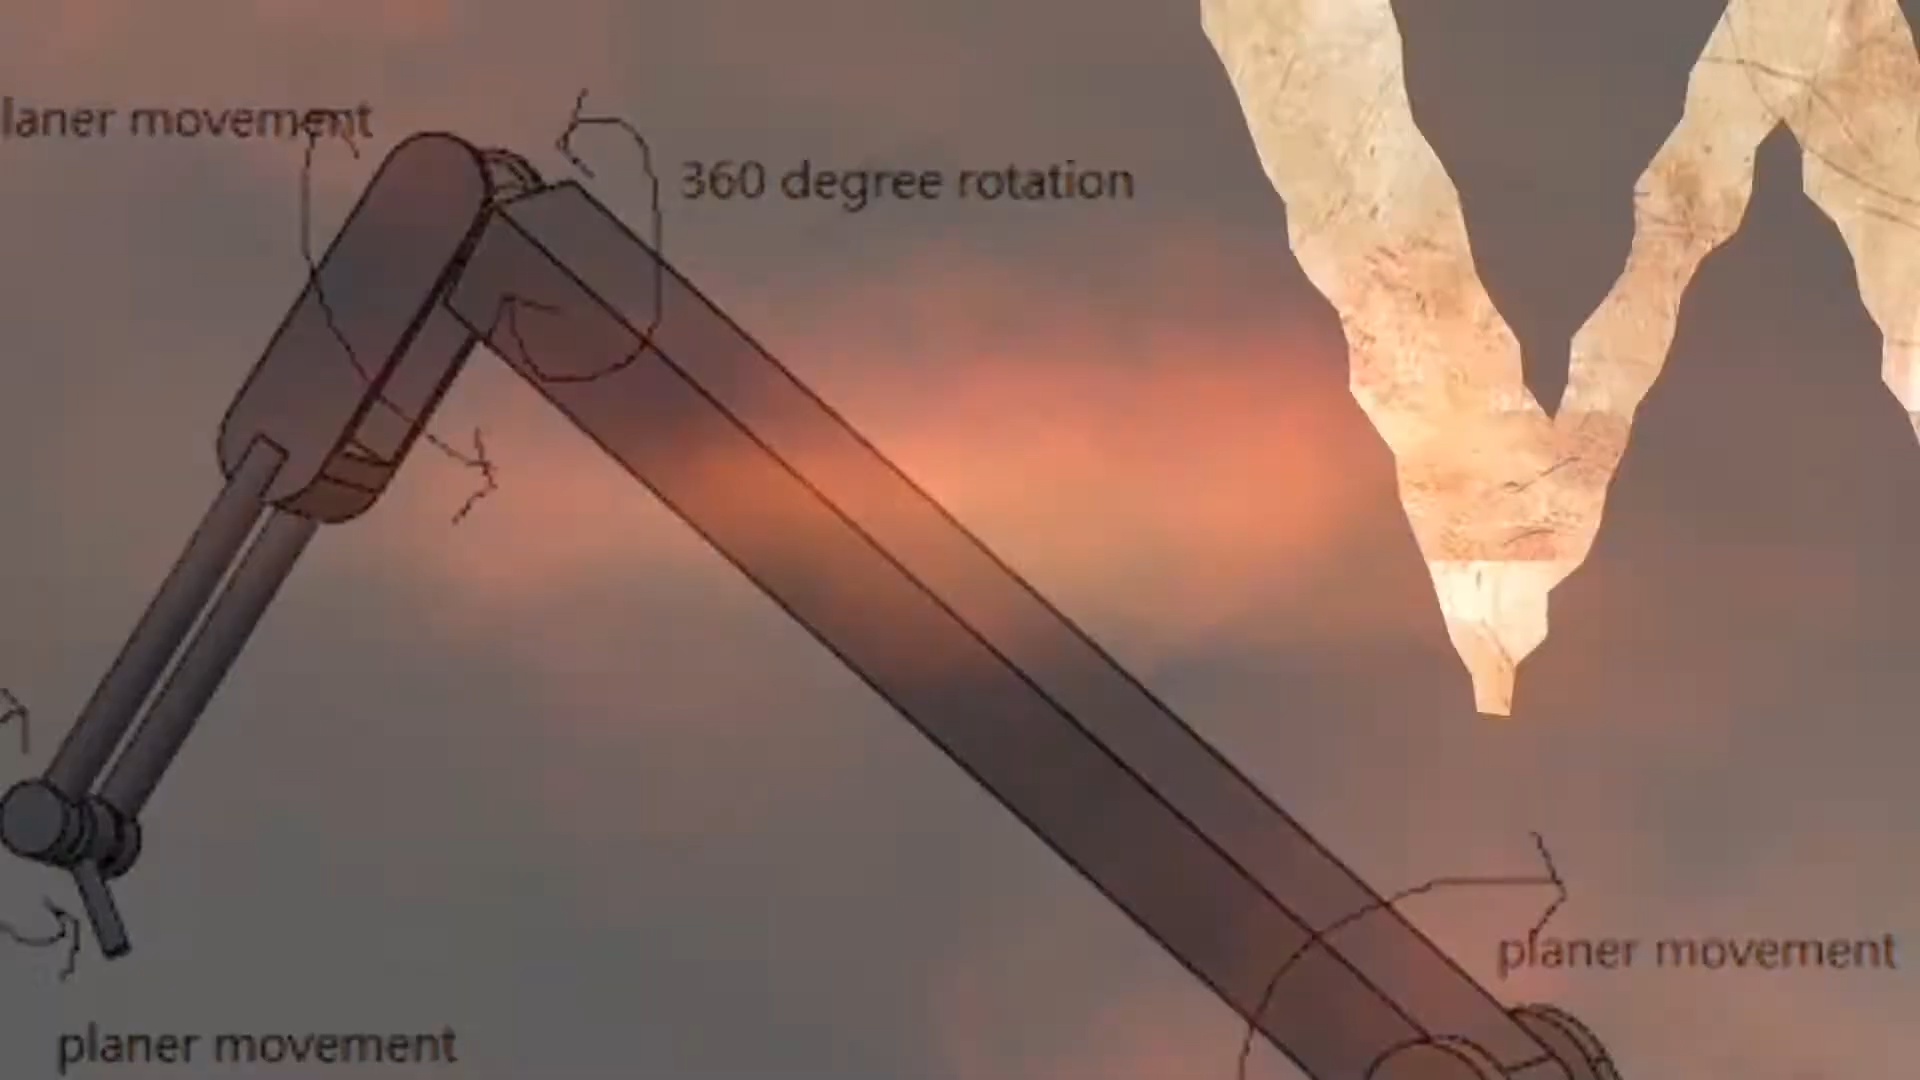 laner movement
360 degree rotation
planer movement
planer movement